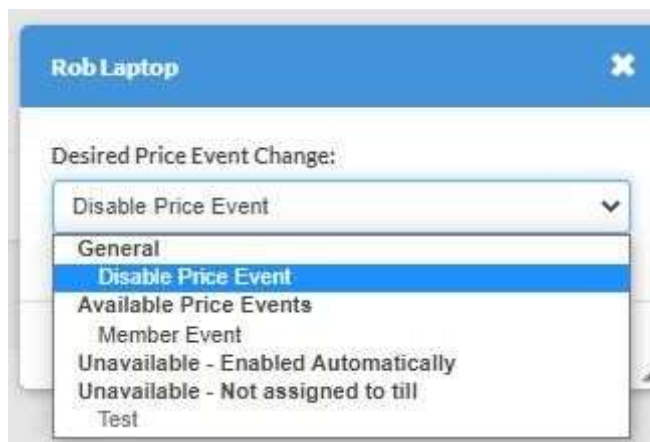 Rob Laptop
Desired Price Event Change:
Disable Price Event
General
Disable Price Event
Available Price Events
Member Event
Unavailable - Enabled Automatically
Unavailable - Not assigned to till
Test